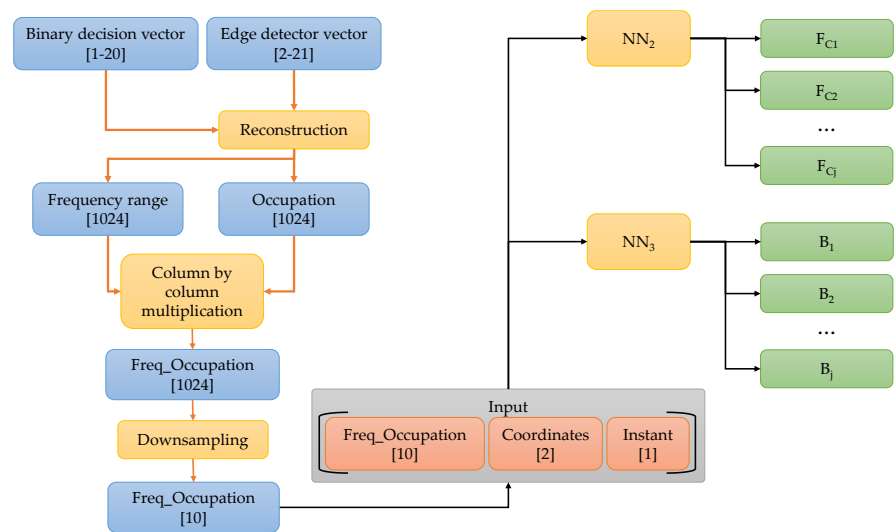 Binary decision vector
[1-20]
Edge detector vector
[2-21]
Reconstruction
Frequency range
[1024]
Occupation
[1024]
Column by
column
multiplication
Freq_Occupation
[1024]
Downsampling
Freq_Occupation
[10]
Input
Freq_Occupation
[10]
Coordinates
[2]
Instant
[1]
NN2
FC1
FC2
...
FCj
NN3
B1
B2
...
Bj